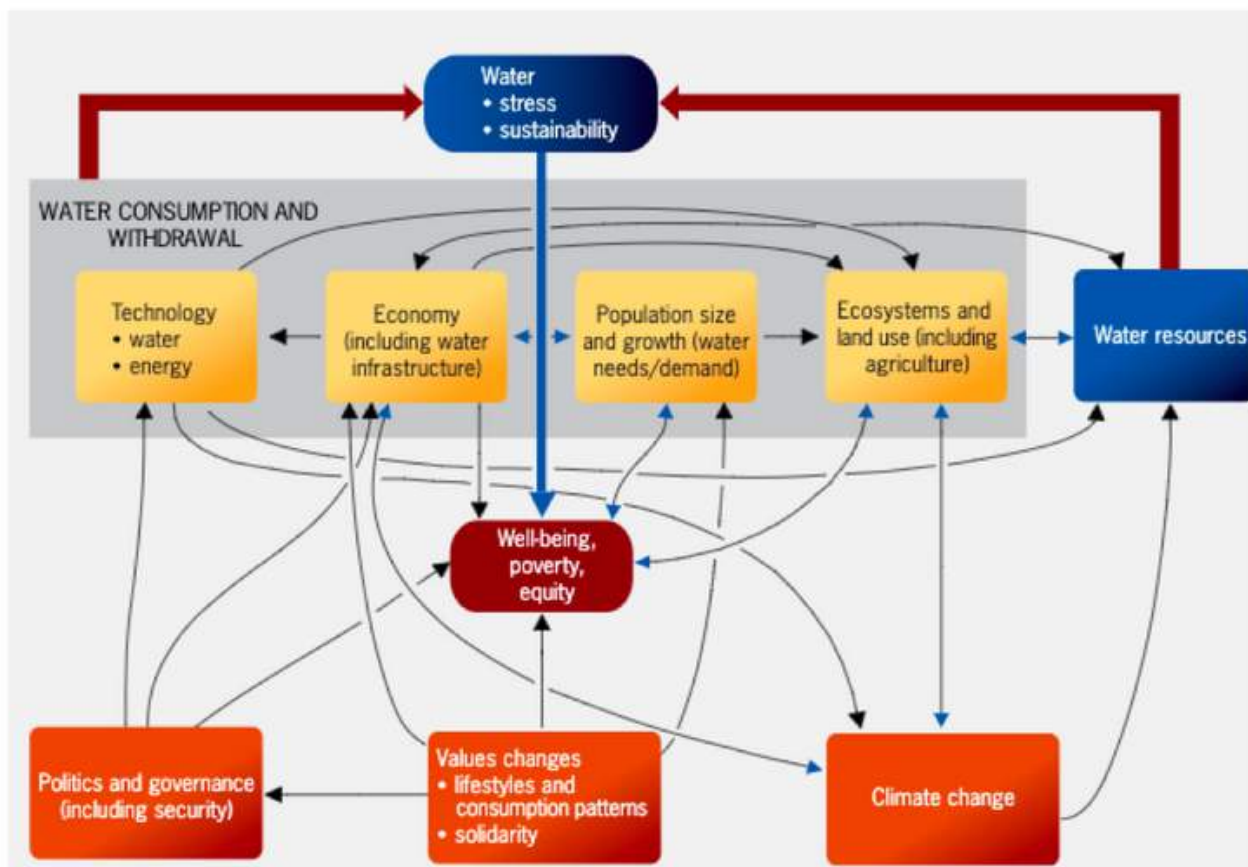 Water
• stress
• sustainability
WATER CONSUMPTION AND
WITHDRAWAL
Technology
• water
• energy
Economy
(including water
infrastructure)
Population size
and growth (water
needs/demand)
Ecosystems and
land use (including
agriculture)
Water resources
Well-being,
poverty,
equity
Politics and governance
(including security)
Values changes
• lifestyles and
consumption patterns
• solidarity
Climate change